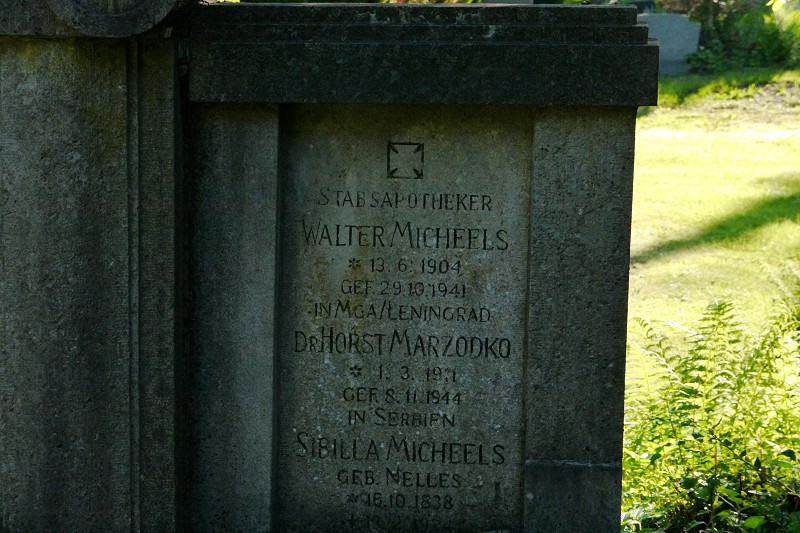 STABSAPOTHEKER
WALTER MICHEELS
* 13. 6. 1904
GEF. 29.10.1941
IN MGA/LENINGRAD
DR HORST MARZODKO
* 1. 3. 1911
GEF. 8.11.1944
IN SERBIEN
SIBILLA MICHEELS
GEB. NELLES
* 16.10.1838